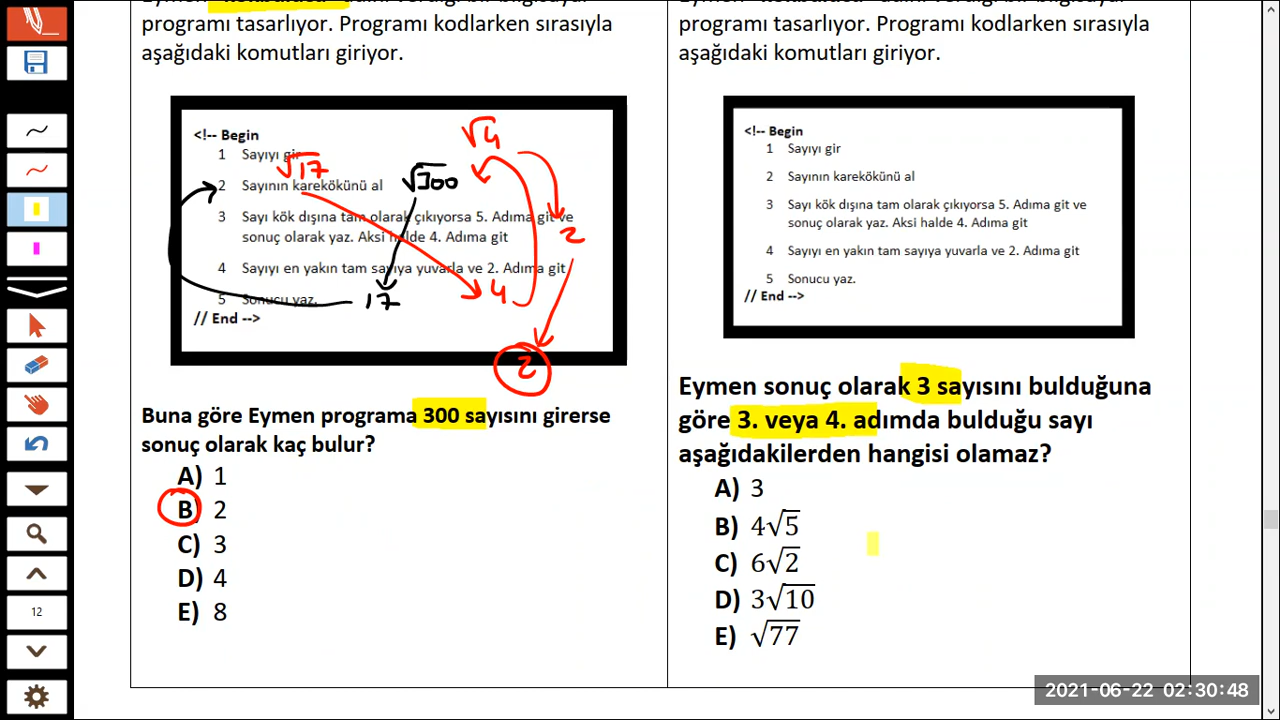 programı tasarlıyor. Programı kodlarken sırasıyla
aşağıdaki komutları giriyor.
<!-- Begin
1 Sayıyı gir
2 Sayının karekökünü al
3 Sayı kök dışına tam olarak çıkıyorsa 5. Adıma git ve
sonuç olarak yaz. Aksi halde 4. Adıma git
4 Sayıyı en yakın tam sayıya yuvarla ve 2. Adıma git
5 Sonucu yaz.
// End -->
√17
√300
√4
2
4
17
2
Buna göre Eymen programa 300 sayısını girerse
sonuç olarak kaç bulur?
A) 1
B) 2
C) 3
D) 4
E) 8
programı tasarlıyor. Programı kodlarken sırasıyla
aşağıdaki komutları giriyor.
<!-- Begin
1 Sayıyı gir
2 Sayının karekökünü al
3 Sayı kök dışına tam olarak çıkıyorsa 5. Adıma git ve
sonuç olarak yaz. Aksi halde 4. Adıma git
4 Sayıyı en yakın tam sayıya yuvarla ve 2. Adıma git
5 Sonucu yaz.
// End -->
Eymen sonuç olarak 3 sayısını bulduğuna
göre 3. veya 4. adımda bulduğu sayı
aşağıdakilerden hangisi olamaz?
A) 3
B) 4√5
C) 6√2
D) 3√10
E) √77
12
2021-06-22 02:30:48